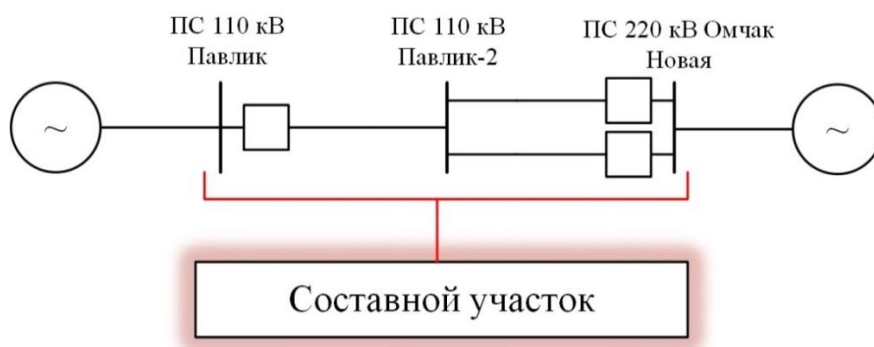 ПС 110 кВ
Павлик
ПС 110 кВ
Павлик-2
ПС 220 кВ Омчак
Новая
~
~
Составной участок